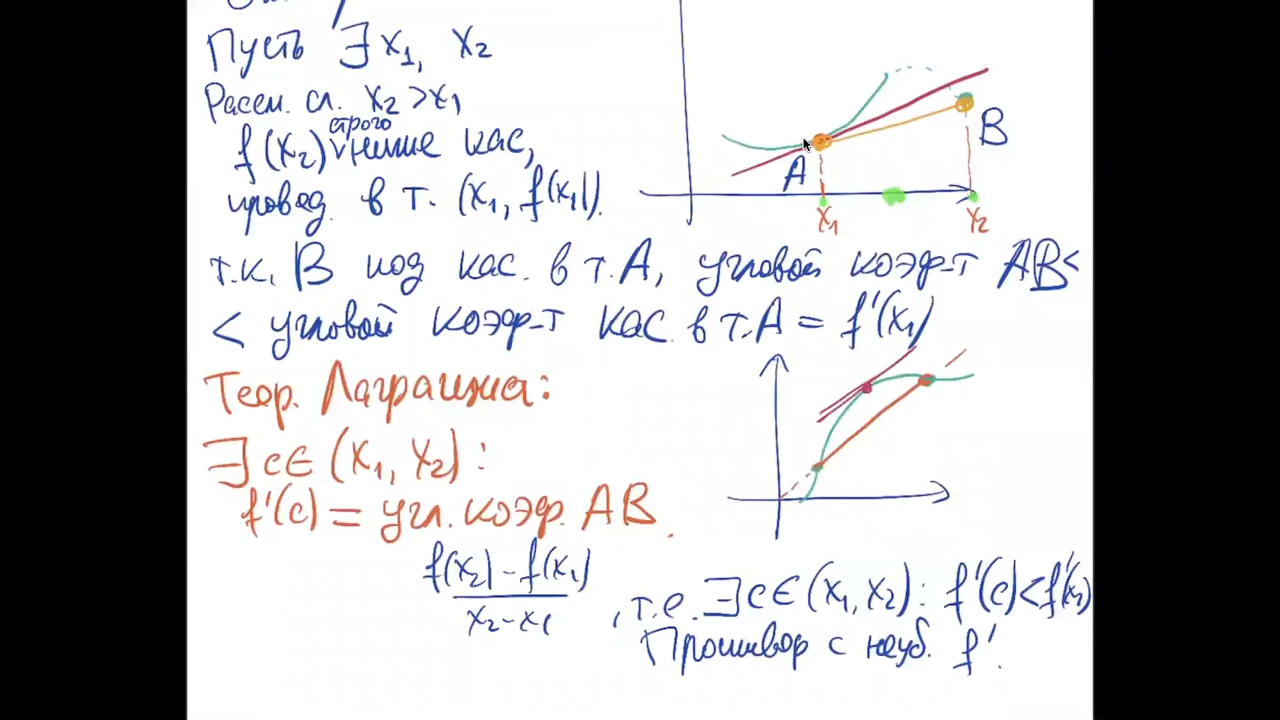 Пусть ∃ x₁, x₂
Рассм. сл. x₂ > x₁
строго
f(x₂) ∨ ниже кас,
провед. в т. (x₁, f(x₁)).
A
B
x₁
x₂
т.к. B под кас. в т. A, угловой коэф-т AB <
< угловой коэф-т кас. в т. A = f'(x₁)
Теор. Лагранжа:
∃ c ∈ (x₁, x₂) :
f'(c) = угл. коэф. AB.
f(x₂) - f(x₁)
x₂ - x₁
, т.е. ∃ c ∈ (x₁, x₂) : f'(c) < f'(x₁)
Противор с неуб. f'.